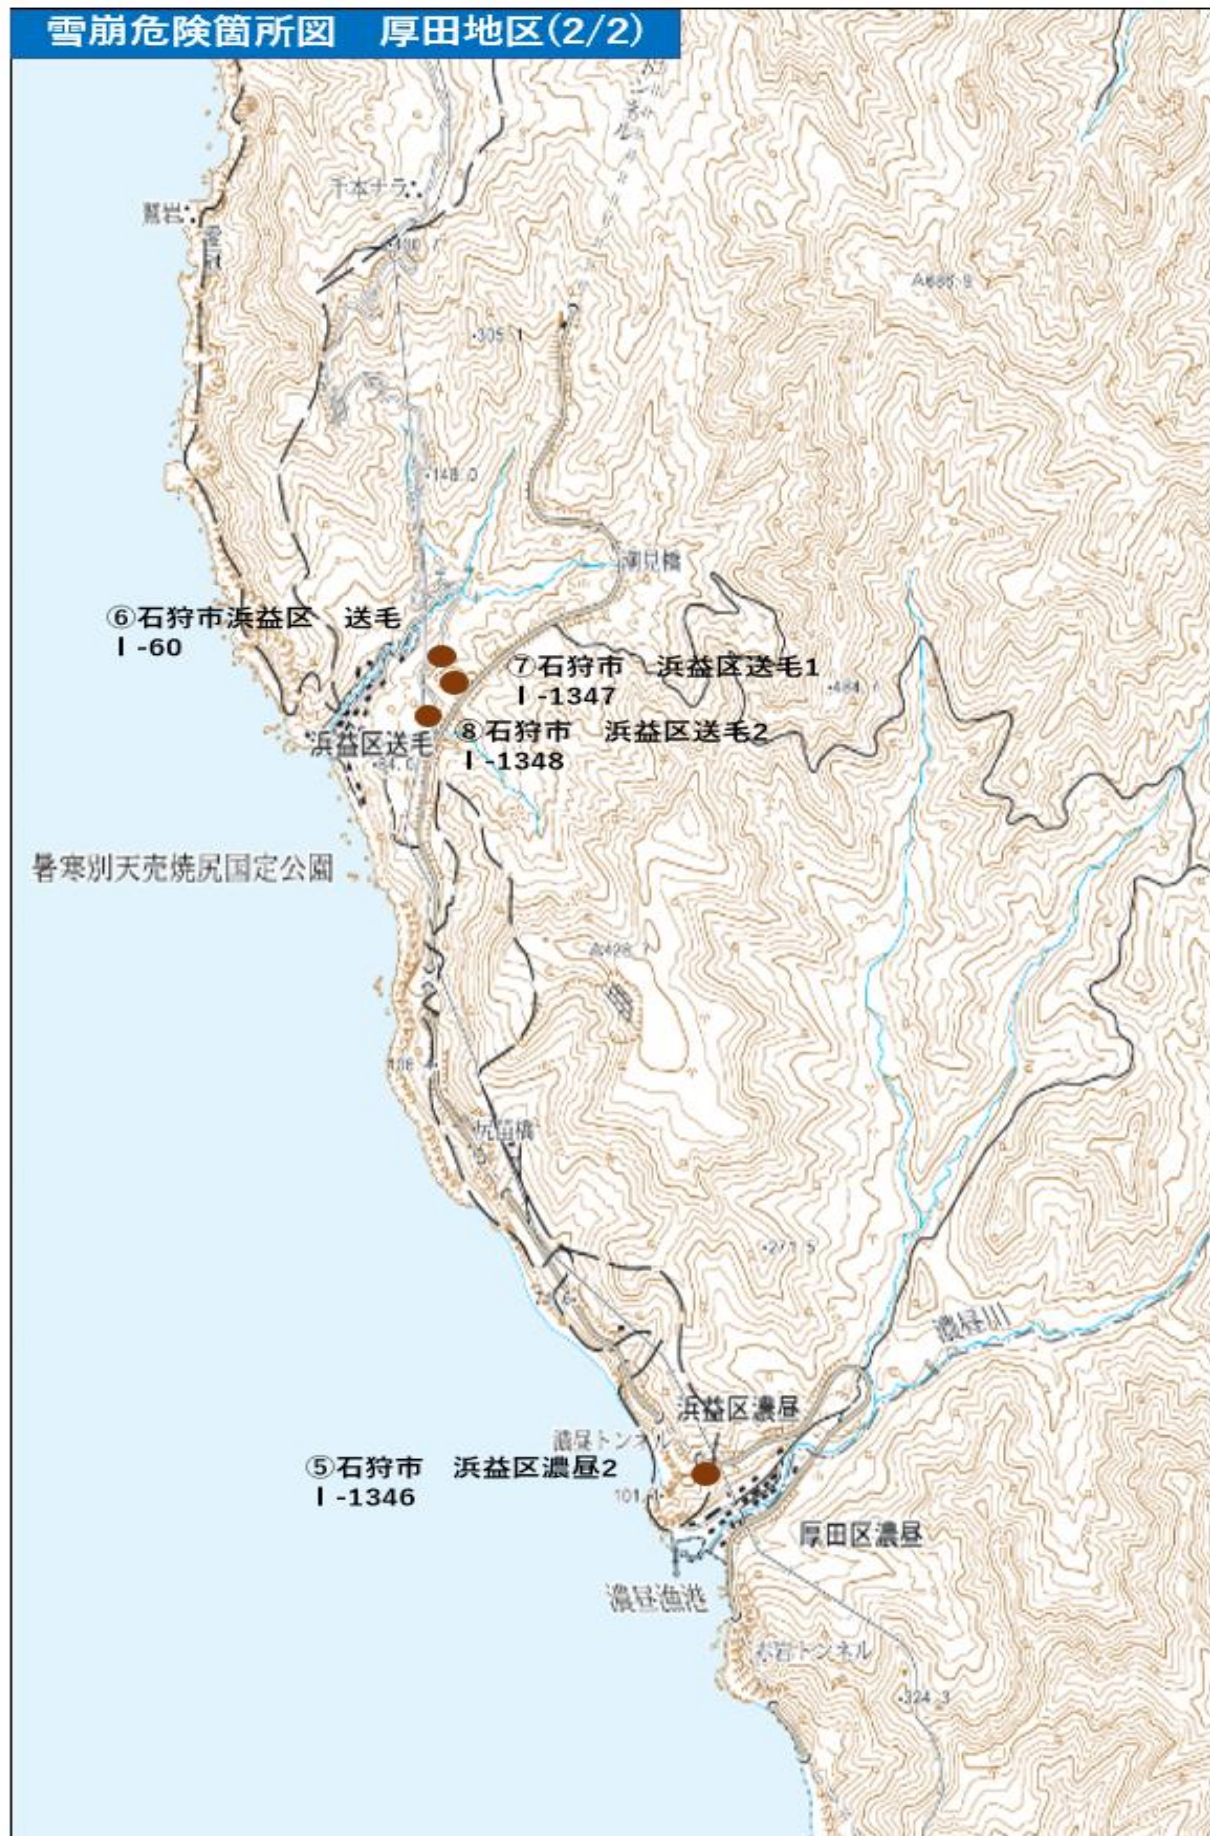 雪崩危険箇所図　厚田地区(2/2)
千本ナラ
鷲岩
A685.9
・305.1
・148.0
⑥石狩市浜益区　送毛
Ⅰ-60
⑦石狩市　浜益区送毛1
Ⅰ-1347
⑧石狩市　浜益区送毛2
Ⅰ-1348
浜益区送毛
暑寒別天売焼尻国定公園
・271.5
濃昼川
浜益区濃昼
濃昼トンネル
⑤石狩市　浜益区濃昼2
Ⅰ-1346
厚田区濃昼
濃昼漁港
赤岩トンネル
・324.3